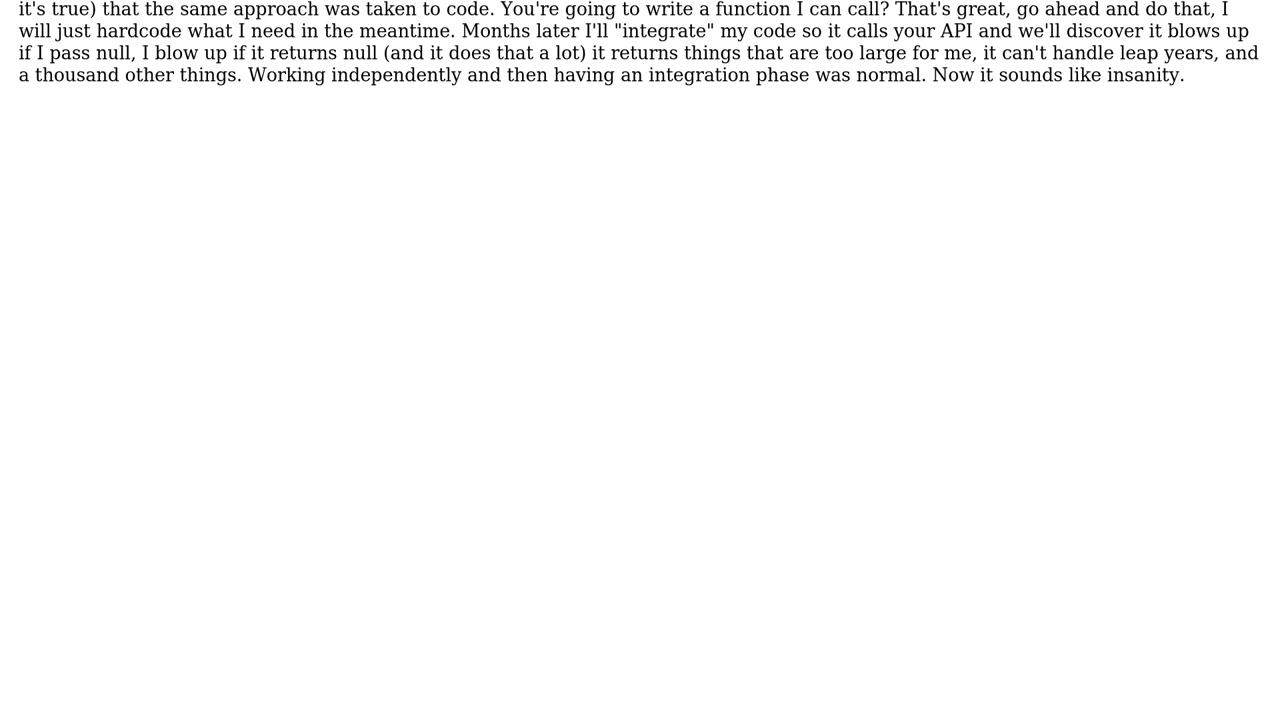 it's true) that the same approach was taken to code. You're going to write a function I can call? That's great, go ahead and do that, I
will just hardcode what I need in the meantime. Months later I'll "integrate" my code so it calls your API and we'll discover it blows up
if I pass null, I blow up if it returns null (and it does that a lot) it returns things that are too large for me, it can't handle leap years, and
a thousand other things. Working independently and then having an integration phase was normal. Now it sounds like insanity.